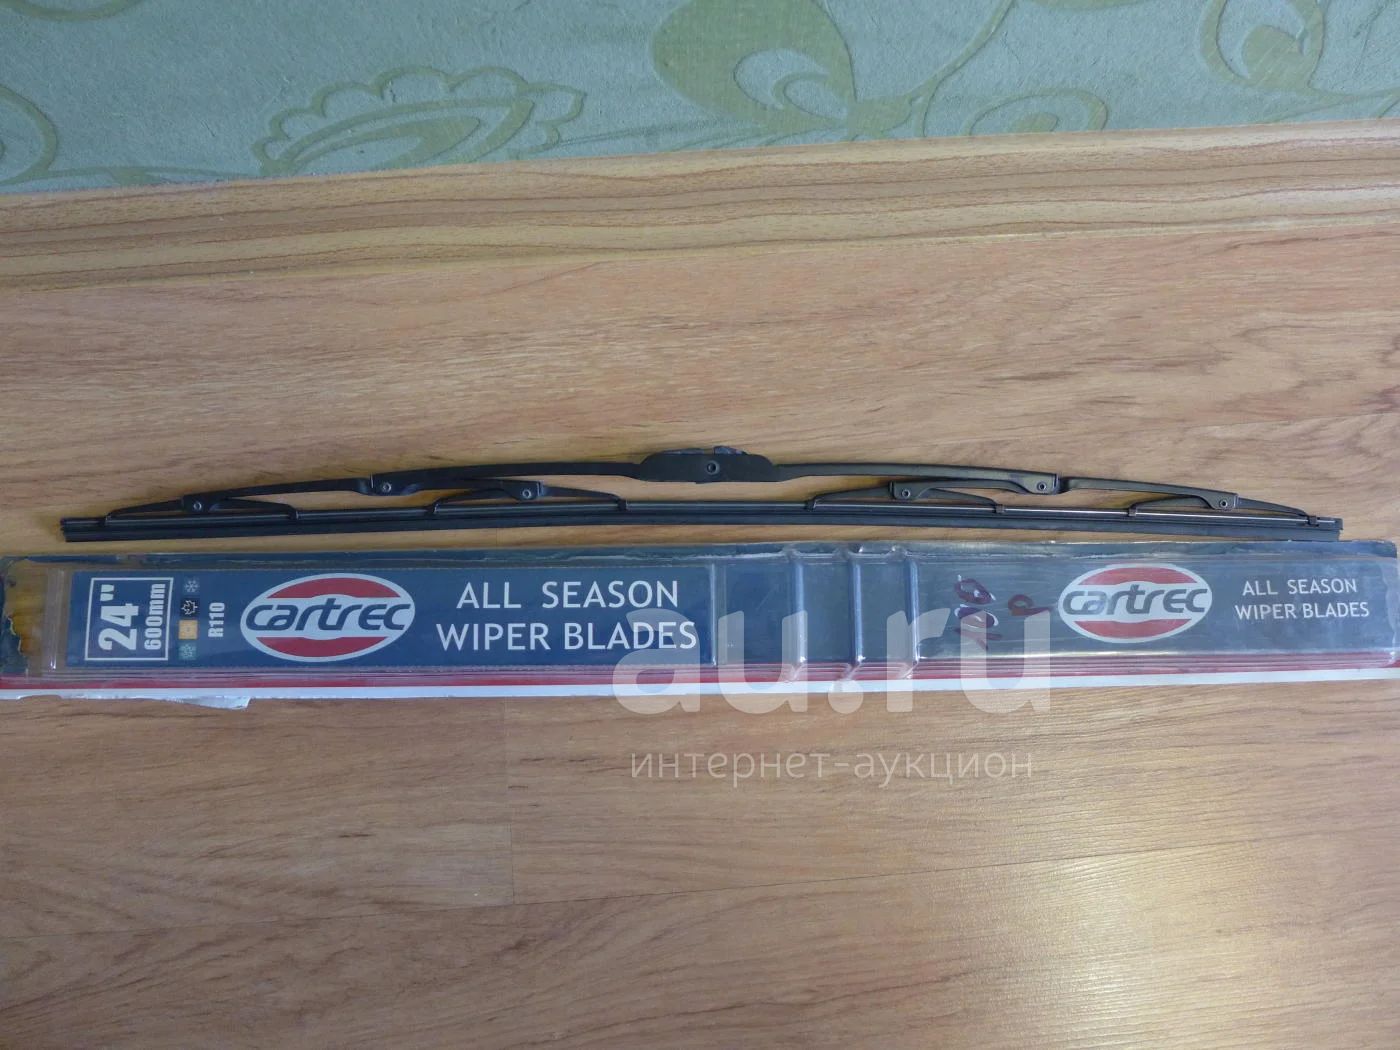 24"
600mm
R110
cartrec
ALL SEASON
WIPER BLADES
cartrec
ALL SEASON
WIPER BLADES
au.ru
интернет-аукцион